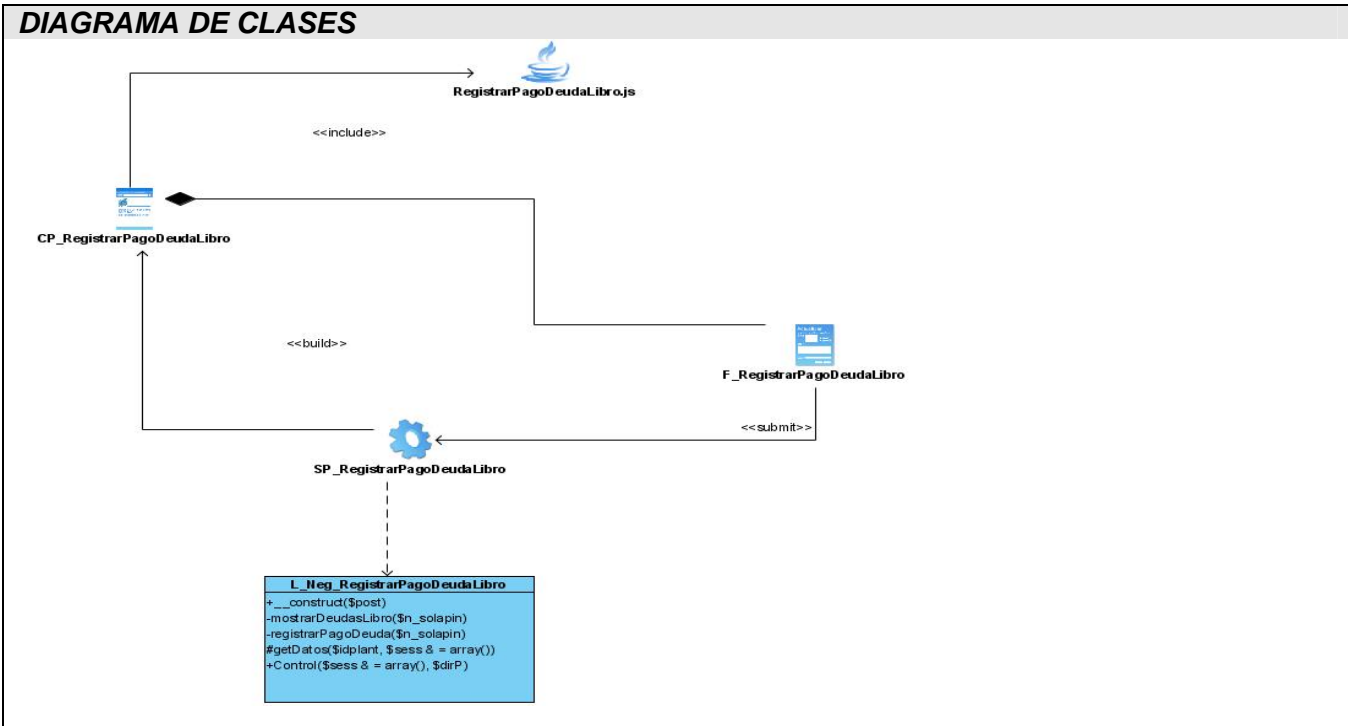 DIAGRAMA DE CLASES
RegistrarPagoDeudaLibro.js
<<include>>
CP_RegistrarPagoDeudaLibro
<<build>>
F_RegistrarPagoDeudaLibro
<<submit>>
SP_RegistrarPagoDeudaLibro
L_Neg_RegistrarPagoDeudaLibro
+__construct($post)
-mostrarDeudasLibro($n_solapin)
-registrarPagoDeuda($n_solapin)
#getDatos($idplant, $sess & = array())
+Control($sess & = array(), $dirP)